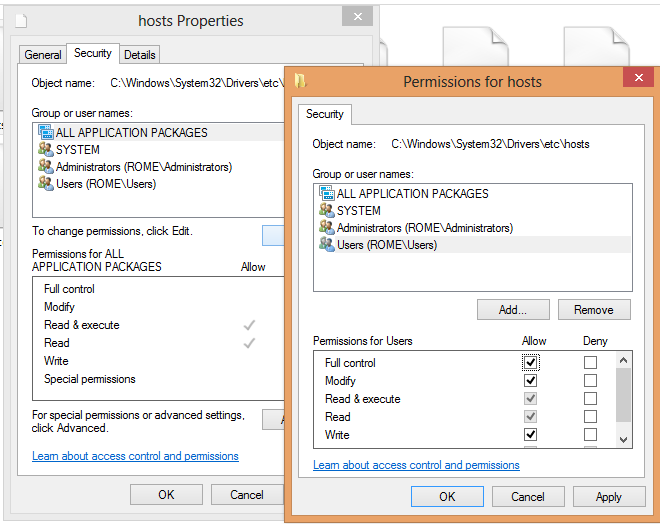 hosts Properties
General Security Details
Object name: C:\Windows\System32\Drivers\etc\
Group or user names:
ALL APPLICATION PACKAGES
SYSTEM
Administrators (ROME\Administrators)
Users (ROME\Users)
To change permissions, click Edit.
Permissions for ALL
APPLICATION PACKAGES Allow
Full control
Modify
Read & execute
Read
Write
Special permissions
For special permissions or advanced settings,
click Advanced.
Learn about access control and permissions
OK Cancel
Permissions for hosts
Security
Object name: C:\Windows\System32\Drivers\etc\hosts
Group or user names:
ALL APPLICATION PACKAGES
SYSTEM
Administrators (ROME\Administrators)
Users (ROME\Users)
Add... Remove
Permissions for Users Allow Deny
Full control
Modify
Read & execute
Read
Write
Learn about access control and permissions
OK Cancel Apply